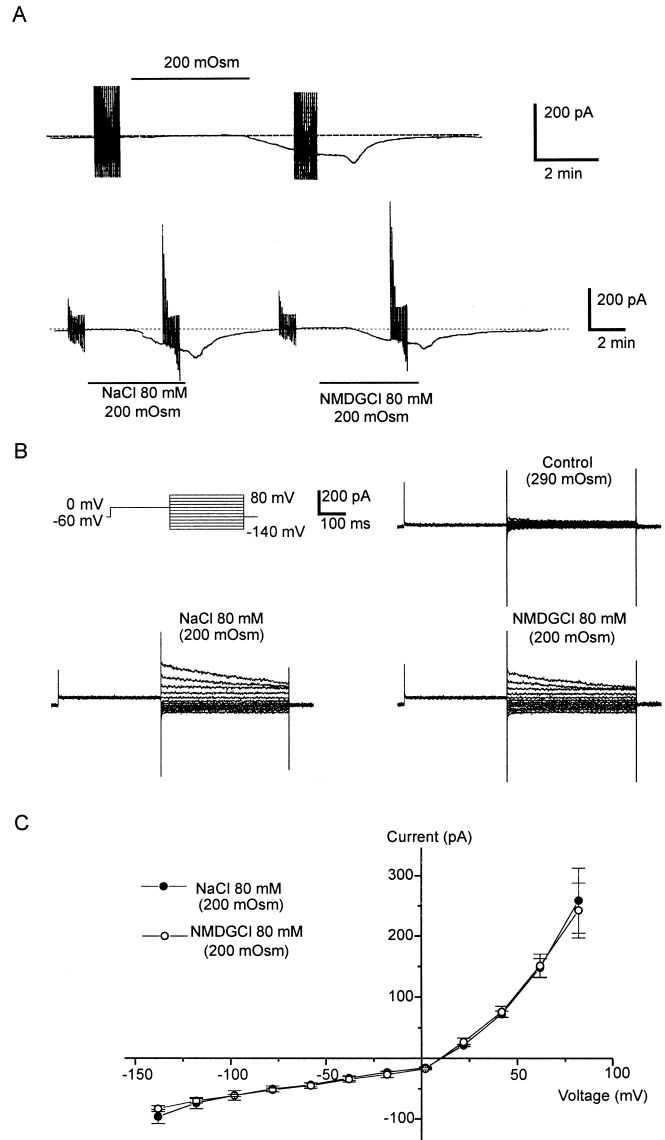 A
200 mOsm
200 pA
2 min
200 pA
2 min
NaCl 80 mM
200 mOsm
NMDGCl 80 mM
200 mOsm
B
0 mV
-60 mV
80 mV
-140 mV
200 pA
100 ms
Control
(290 mOsm)
NaCl 80 mM
(200 mOsm)
NMDGCl 80 mM
(200 mOsm)
C
Current (pA)
NaCl 80 mM
(200 mOsm)
NMDGCl 80 mM
(200 mOsm)
300
200
100
-100
-150
-100
-50
50
100
Voltage (mV)